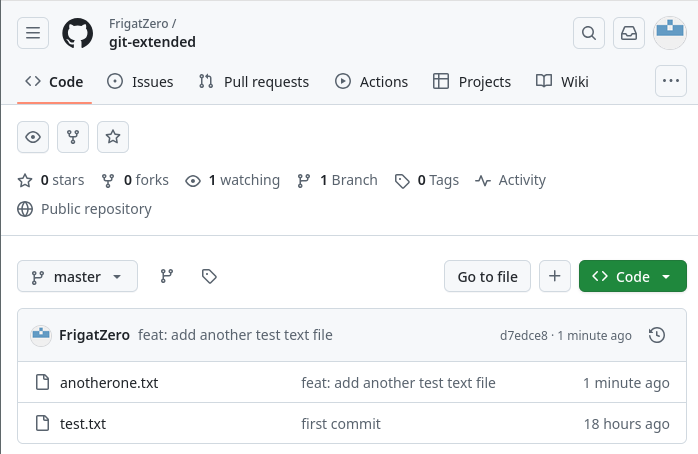 FrigatZero /
git-extended
Code Issues Pull requests Actions Projects Wiki
0 stars 0 forks 1 watching 1 Branch 0 Tags Activity
Public repository
master Go to file Code
FrigatZero feat: add another test text file d7edce8 · 1 minute ago
anotherone.txt feat: add another test text file 1 minute ago
test.txt first commit 18 hours ago